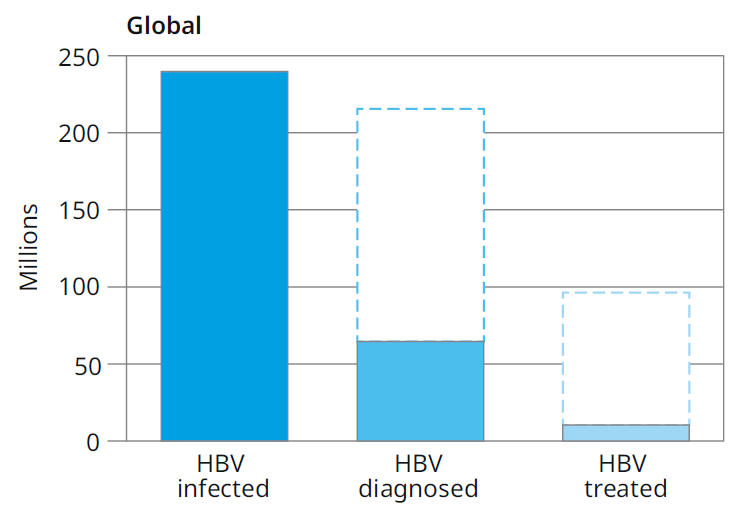 Global
250
200
150
100
50
0
Millions
HBV
infected
HBV
diagnosed
HBV
treated